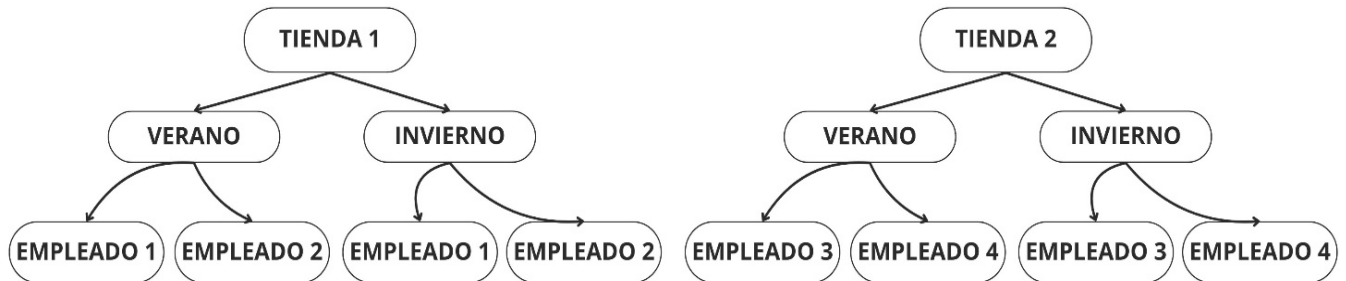 TIENDA 1
TIENDA 2
VERANO
INVIERNO
VERANO
INVIERNO
EMPLEADO 1
EMPLEADO 2
EMPLEADO 1
EMPLEADO 2
EMPLEADO 3
EMPLEADO 4
EMPLEADO 3
EMPLEADO 4